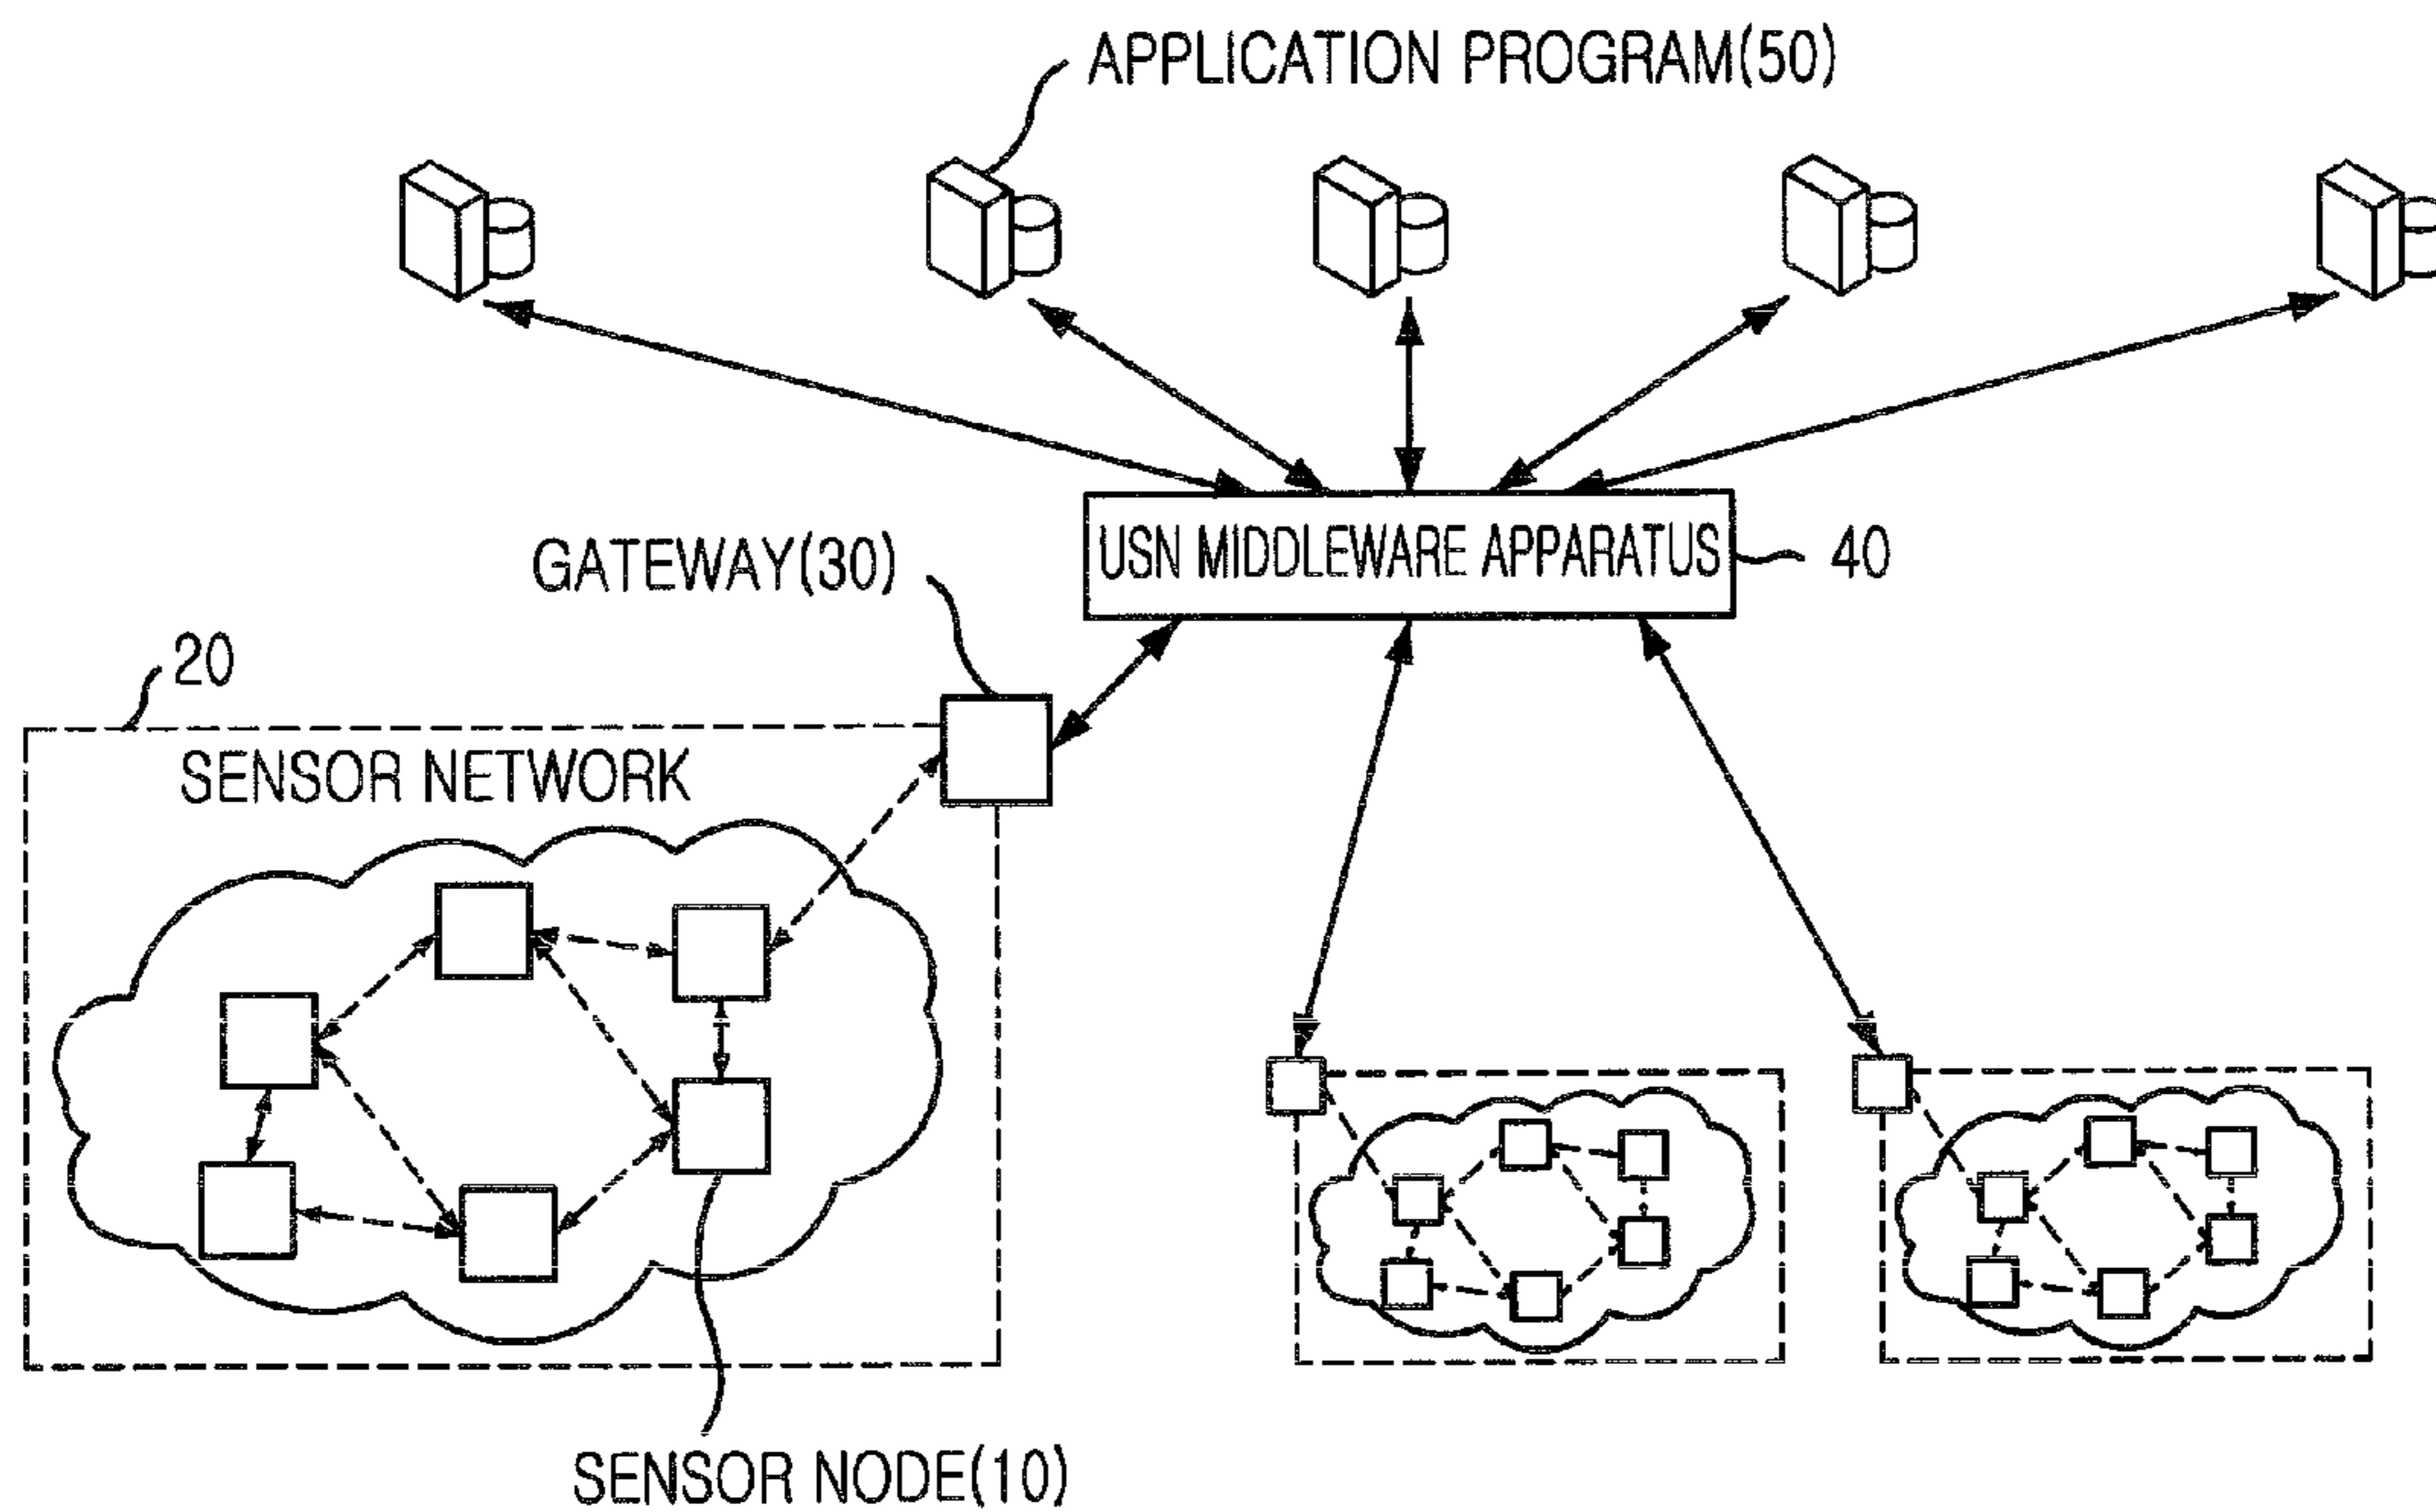 APPLICATION PROGRAM(50)
USN MIDDLEWARE APPARATUS
40
GATEWAY(30)
20
SENSOR NETWORK
SENSOR NODE(10)